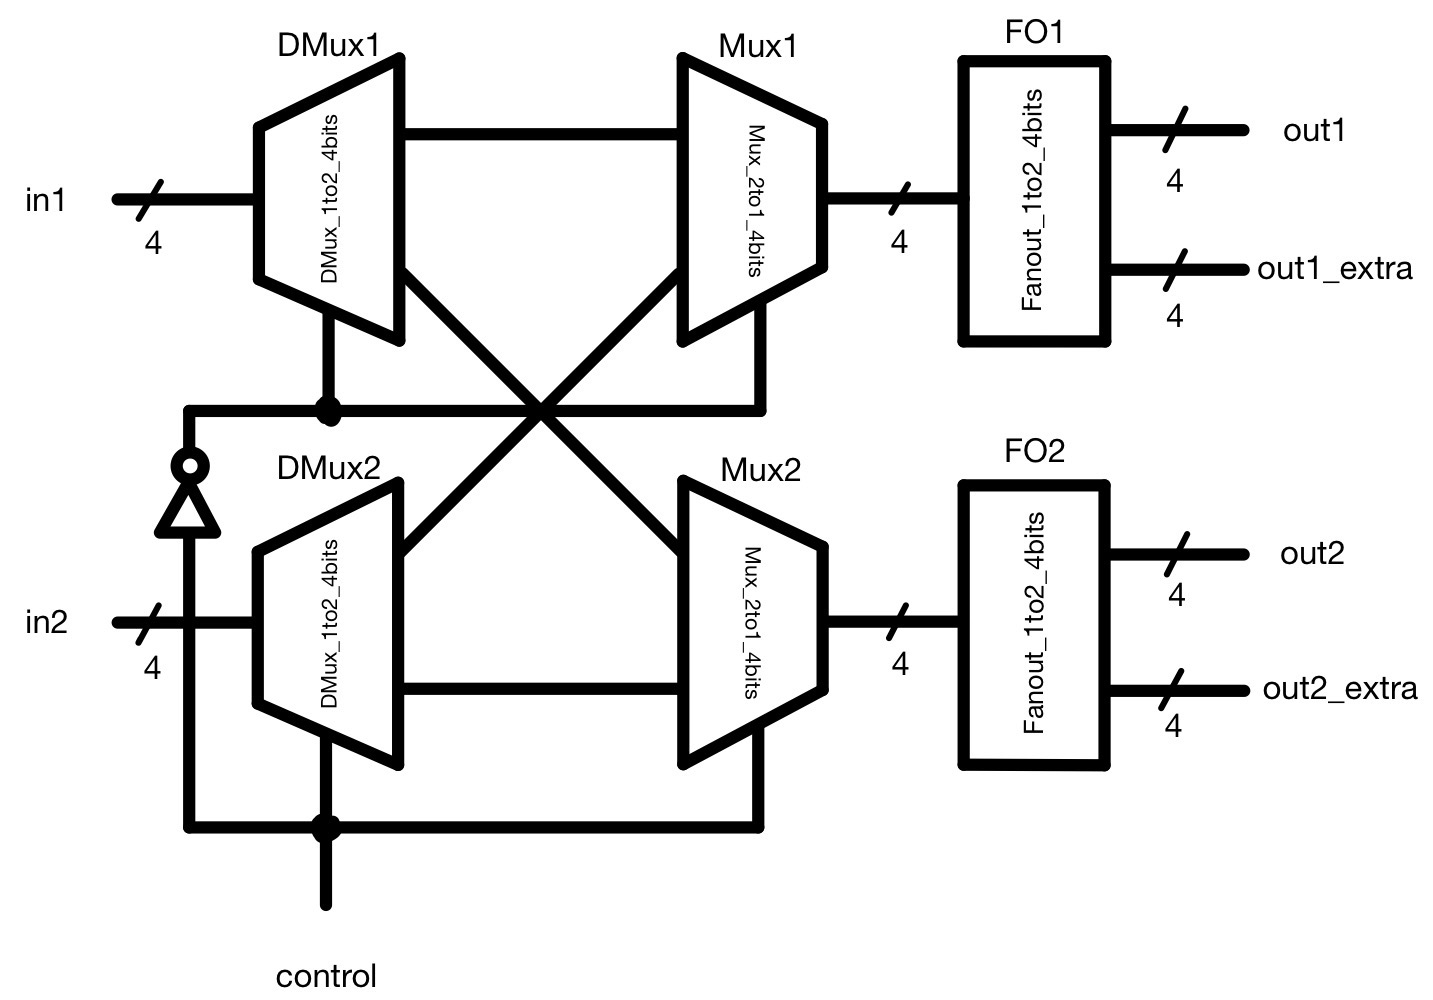 DMux1
Mux1
FO1
DMux_1to2_4bits
Mux_2to1_4bits
Fanout_1to2_4bits
in1
4
4
out1
4
out1_extra
4
DMux2
Mux2
FO2
DMux_1to2_4bits
Mux_2to1_4bits
Fanout_1to2_4bits
in2
4
4
out2
4
out2_extra
4
control